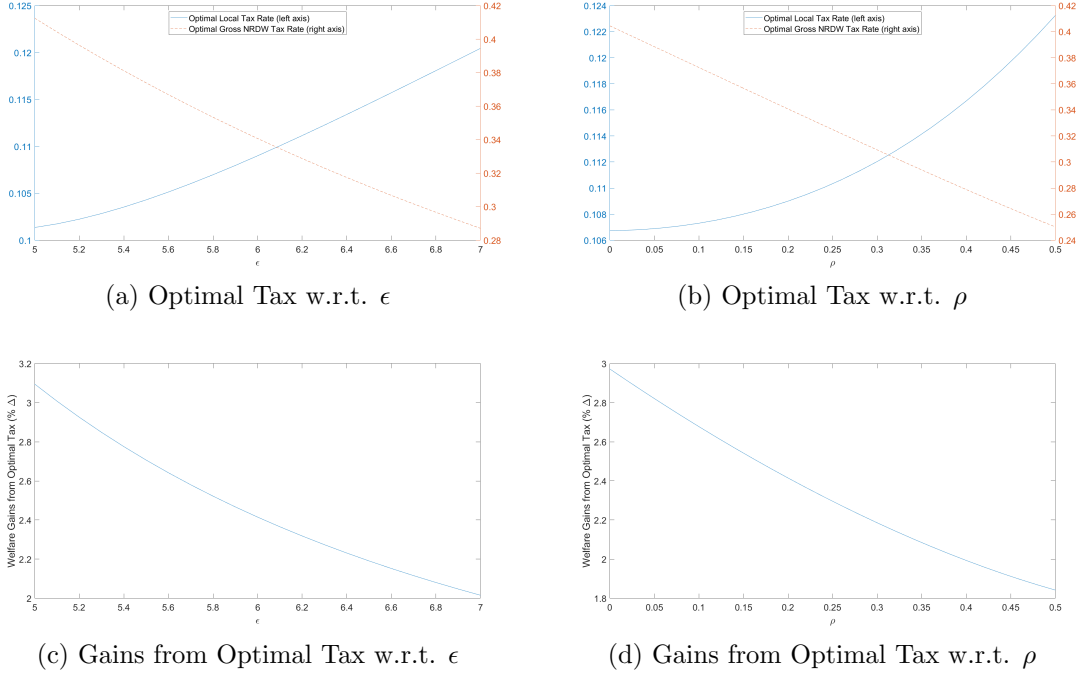 Optimal Local Tax Rate (left axis)
Optimal Gross NRDW Tax Rate (right axis)
0.125
0.12
0.115
0.11
0.105
0.1
0.42
0.4
0.38
0.36
0.34
0.32
0.3
0.28
5 5.2 5.4 5.6 5.8 6 6.2 6.4 6.6 6.8 7
ϵ
(a) Optimal Tax w.r.t. ϵ
Optimal Local Tax Rate (left axis)
Optimal Gross NRDW Tax Rate (right axis)
0.124
0.122
0.12
0.118
0.116
0.114
0.112
0.11
0.108
0.106
0.42
0.4
0.38
0.36
0.34
0.32
0.3
0.28
0.26
0.24
0 0.05 0.1 0.15 0.2 0.25 0.3 0.35 0.4 0.45 0.5
ρ
(b) Optimal Tax w.r.t. ρ
Welfare Gains from Optimal Tax (% Δ)
3.2
3
2.8
2.6
2.4
2.2
2
5 5.2 5.4 5.6 5.8 6 6.2 6.4 6.6 6.8 7
ϵ
(c) Gains from Optimal Tax w.r.t. ϵ
Welfare Gains from Optimal Tax (% Δ)
3
2.8
2.6
2.4
2.2
2
1.8
0 0.05 0.1 0.15 0.2 0.25 0.3 0.35 0.4 0.45 0.5
ρ
(d) Gains from Optimal Tax w.r.t. ρ